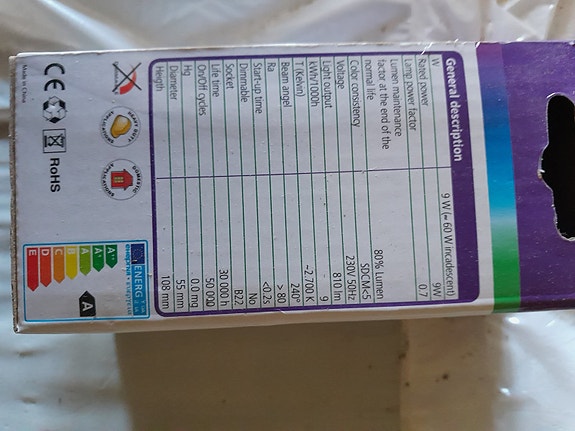 General description
W 9 W (= 60 W incadescent)
Rated power 9W
Lamp power factor 0.7
Lumen maintenance
factor at the end of the
normal life 80% Lumen
Color consistency SDCM<5
Voltage 230V 50Hz
Light output 810 lm
kWh/1000h 9
T (Kelvin) ~2.700 K
Beam angel 240°
Ra > 80
Start-up time <0.2s
Dimmable No
Socket B22
Life time 30 000 h
On/Off cycles 50 000
Hg 0.0 mg
Diameter 55 mm
Heigth 108 mm
DOMESTIC
APPLICATION
CE RoHS
Made in China
ENERG
A++
A+
A
B
C
D
E
A